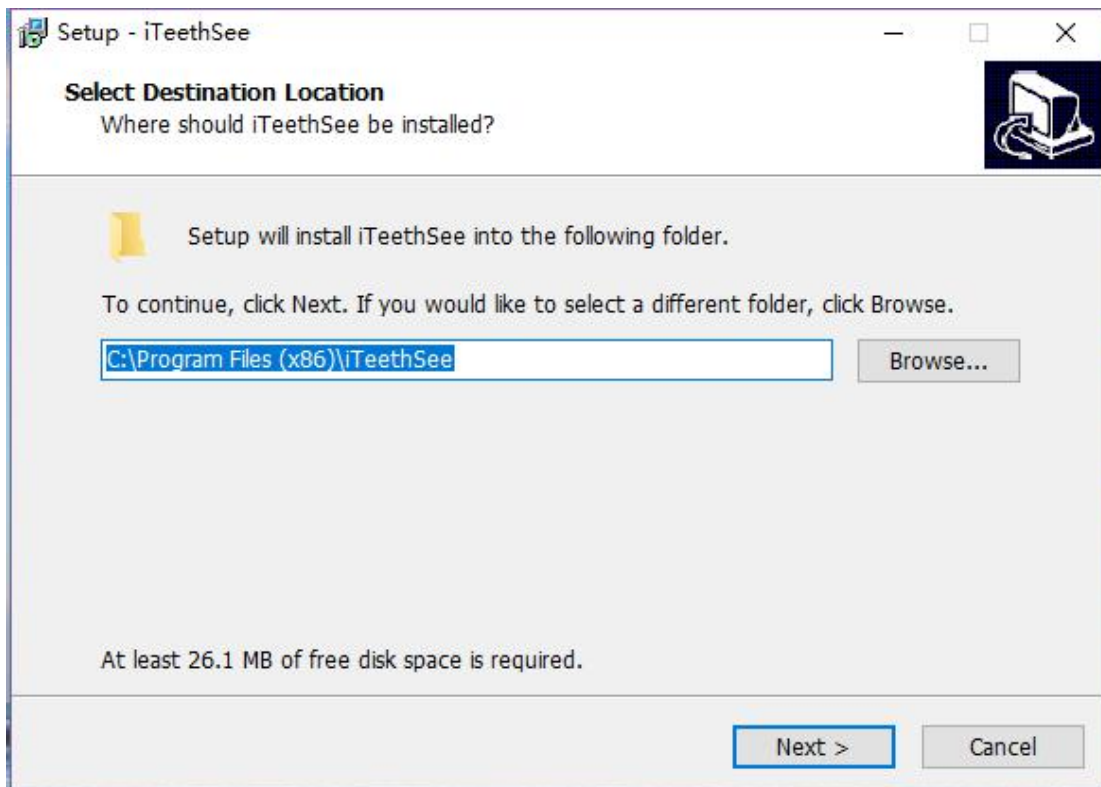 Setup - iTeethSee
Select Destination Location
Where should iTeethSee be installed?
Setup will install iTeethSee into the following folder.
To continue, click Next. If you would like to select a different folder, click Browse.
C:\Program Files (x86)\iTeethSee
Browse...
At least 26.1 MB of free disk space is required.
Next >
Cancel